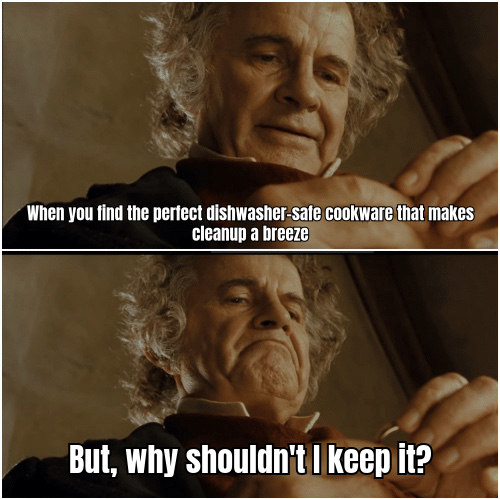 When you find the perfect dishwasher-safe cookware that makes
cleanup a breeze
But, why shouldn't I keep it?